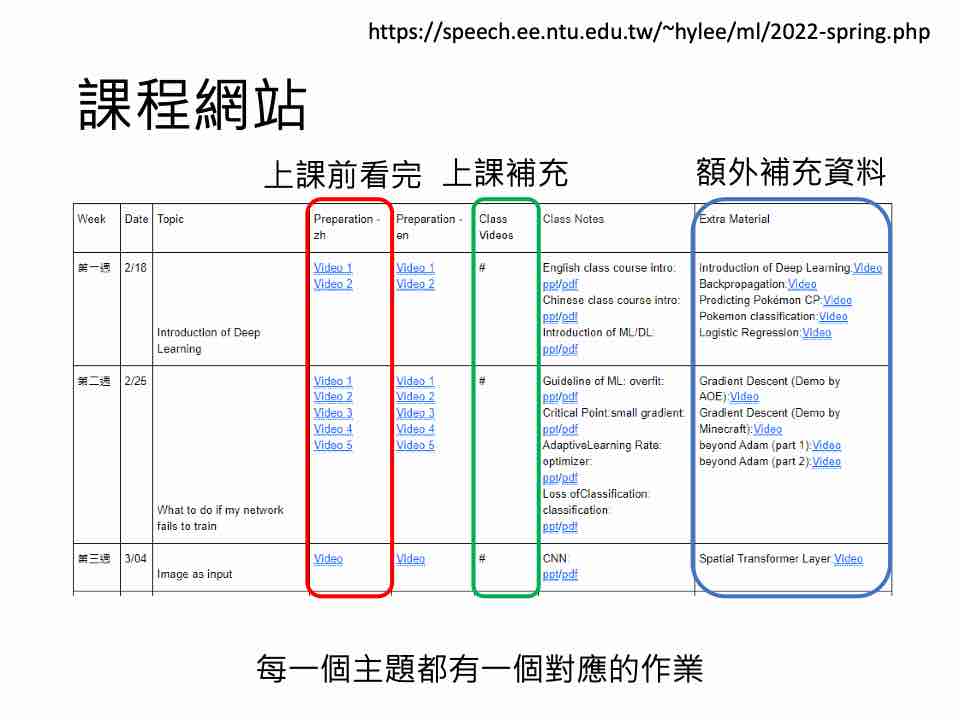 https://speech.ee.ntu.edu.tw/~hylee/ml/2022-spring.php
課程網站
上課前看完 上課補充 額外補充資料
Week Date Topic Preparation - zh Preparation - en Class Videos Class Notes Extra Material
第一週 2/18
Introduction of Deep
Learning
Video 1
Video 2
Video 1
Video 2
#
English class course intro:
ppt/pdf
Chinese class course intro:
ppt/pdf
Introduction of ML/DL:
ppt/pdf
Introduction of Deep Learning:Video
Backpropagation:Video
Predicting Pokémon CP:Video
Pokemon classification:Video
Logistic Regression:Video
第二週 2/25
What to do if my network
fails to train
Video 1
Video 2
Video 3
Video 4
Video 5
Video 1
Video 2
Video 3
Video 4
Video 5
#
Guideline of ML: overfit:
ppt/pdf
Critical Point:small gradient:
ppt/pdf
AdaptiveLearning Rate:
optimizer:
ppt/pdf
Loss.ofClassification:
classification:
ppt/pdf
Gradient Descent (Demo by
AOE):Video
Gradient Descent (Demo by
Minecraft):Video
beyond Adam (part 1):Video
beyond Adam (part 2):Video
第三週 3/04
Image as input
Video
Video
#
CNN:
ppt/pdf
Spatial Transformer Layer Video
每一個主題都有一個對應的作業